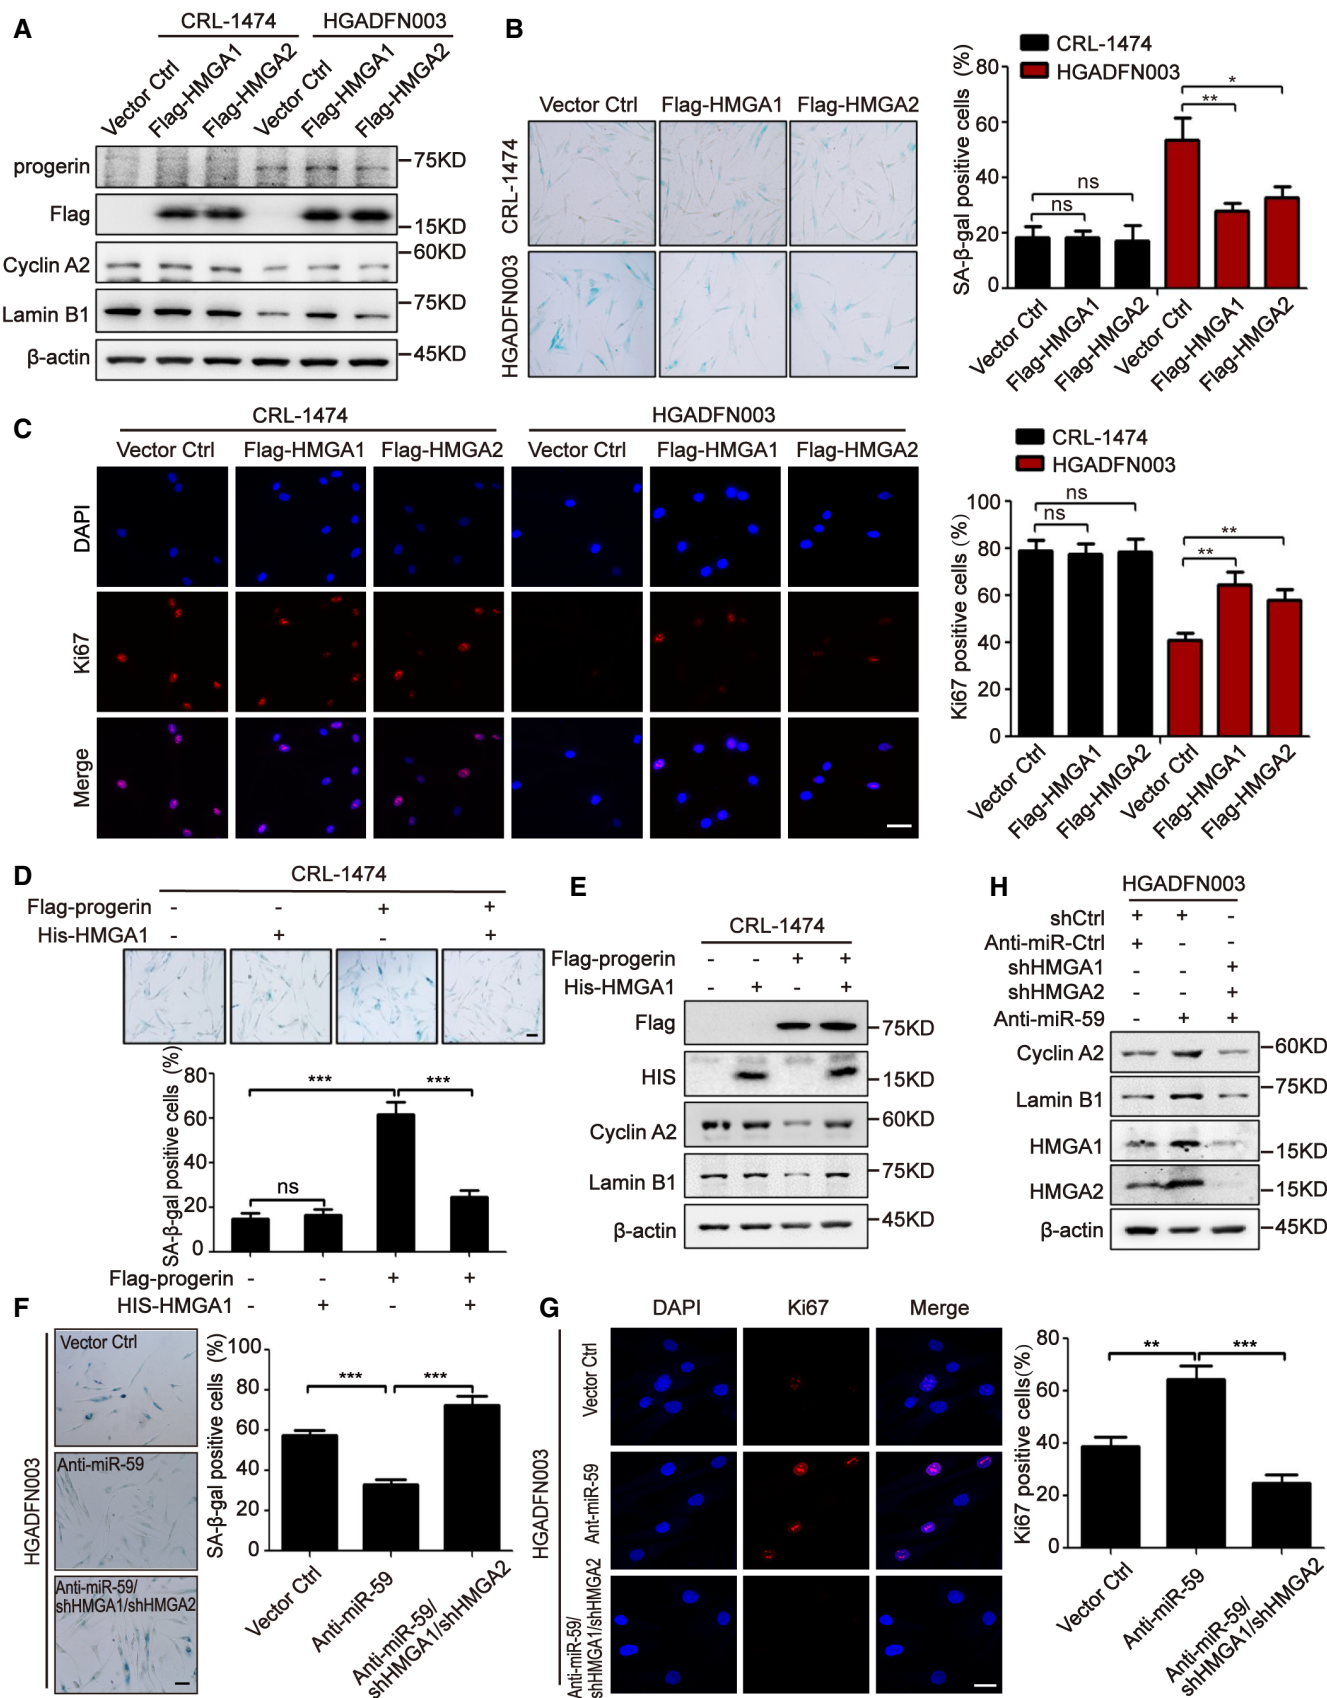 A
CRL-1474
HGADFN003
Vector Ctrl
Flag-HMGA1
Flag-HMGA2
Vector Ctrl
Flag-HMGA1
Flag-HMGA2
progerin
75KD
Flag
15KD
Cyclin A2
60KD
Lamin B1
75KD
β-actin
45KD
B
Vector Ctrl
Flag-HMGA1
Flag-HMGA2
CRL-1474
HGADFN003
CRL-1474
HGADFN003
SA-β-gal positive cells (%)
80
60
40
20
0
ns
ns
**
*
Vector Ctrl
Flag-HMGA1
Flag-HMGA2
Vector Ctrl
Flag-HMGA1
Flag-HMGA2
C
CRL-1474
HGADFN003
Vector Ctrl
Flag-HMGA1
Flag-HMGA2
Vector Ctrl
Flag-HMGA1
Flag-HMGA2
DAPI
Ki67
Merge
CRL-1474
HGADFN003
Ki67 positive cells (%)
100
80
60
40
20
0
ns
ns
**
**
Vector Ctrl
Flag-HMGA1
Flag-HMGA2
Vector Ctrl
Flag-HMGA1
Flag-HMGA2
D
CRL-1474
Flag-progerin - - + +
His-HMGA1 - + - +
SA-β-gal positive cells (%)
80
60
40
20
0
ns
***
***
Flag-progerin - - + +
HIS-HMGA1 - + - +
E
CRL-1474
Flag-progerin - - + +
His-HMGA1 - + - +
Flag
75KD
HIS
15KD
Cyclin A2
60KD
Lamin B1
75KD
β-actin
45KD
H
HGADFN003
shCtrl + + -
Anti-miR-Ctrl + - -
shHMGA1 - - +
shHMGA2 - - +
Anti-miR-59 - + +
Cyclin A2
60KD
Lamin B1
75KD
HMGA1
15KD
HMGA2
15KD
β-actin
45KD
F
HGADFN003
Vector Ctrl
Anti-miR-59
Anti-miR-59/
shHMGA1/shHMGA2
SA-β-gal positive cells (%)
100
80
60
40
20
0
***
***
Vector Ctrl
Anti-miR-59
Anti-miR-59/
shHMGA1/shHMGA2
G
DAPI
Ki67
Merge
HGADFN003
Vector Ctrl
Ant-miR-59
Anti-miR-59/
shHMGA1/shHMGA2
Ki67 positive cells(%)
80
60
40
20
0
**
***
Vector Ctrl
Anti-miR-59
Anti-miR-59/
shHMGA1/shHMGA2